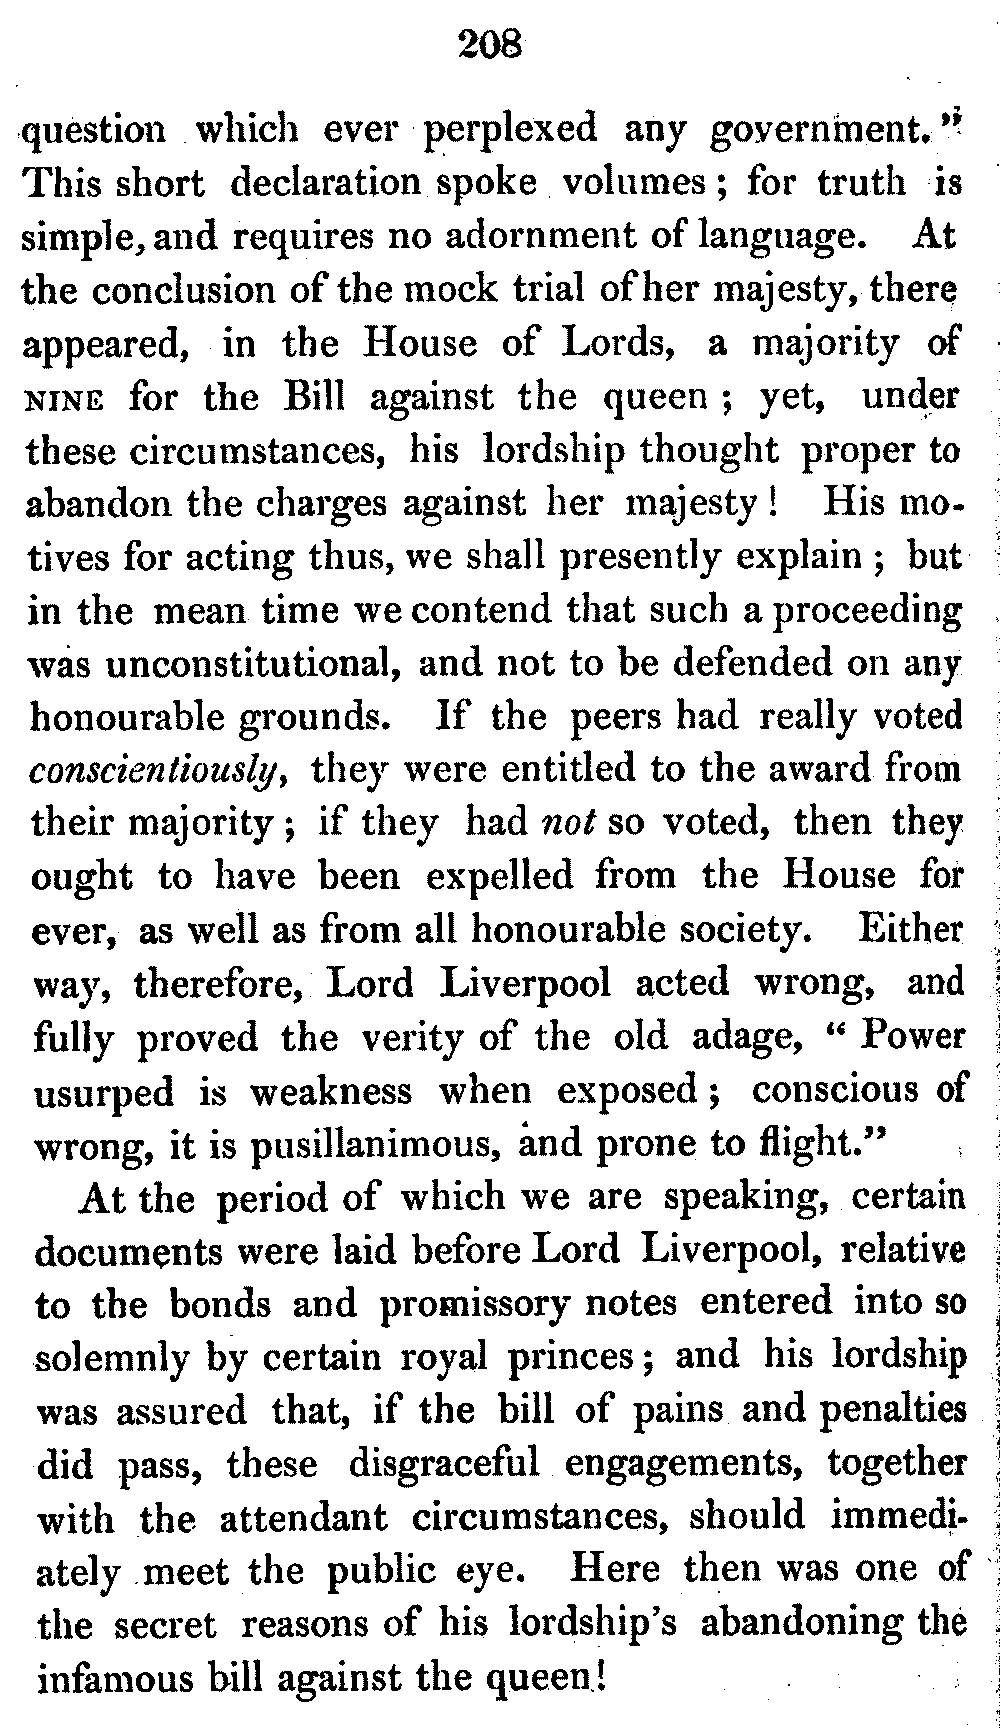 208
question which ever perplexed any government."
This short declaration spoke volumes; for truth is
simple, and requires no adornment of language. At
the conclusion of the mock trial of her majesty, there
appeared, in the House of Lords, a majority of
NINE for the Bill against the queen; yet, under
these circumstances, his lordship thought proper to
abandon the charges against her majesty! His mo-
tives for acting thus, we shall presently explain; but
in the mean time we contend that such a proceeding
was unconstitutional, and not to be defended on any
honourable grounds. If the peers had really voted
conscientiously, they were entitled to the award from
their majority; if they had not so voted, then they
ought to have been expelled from the House for
ever, as well as from all honourable society. Either
way, therefore, Lord Liverpool acted wrong, and
fully proved the verity of the old adage, "Power
usurped is weakness when exposed; conscious of
wrong, it is pusillanimous, and prone to flight."
At the period of which we are speaking, certain
documents were laid before Lord Liverpool, relative
to the bonds and promissory notes entered into so
solemnly by certain royal princes; and his lordship
was assured that, if the bill of pains and penalties
did pass, these disgraceful engagements, together
with the attendant circumstances, should immedi-
ately meet the public eye. Here then was one of
the secret reasons of his lordship's abandoning the
infamous bill against the queen!